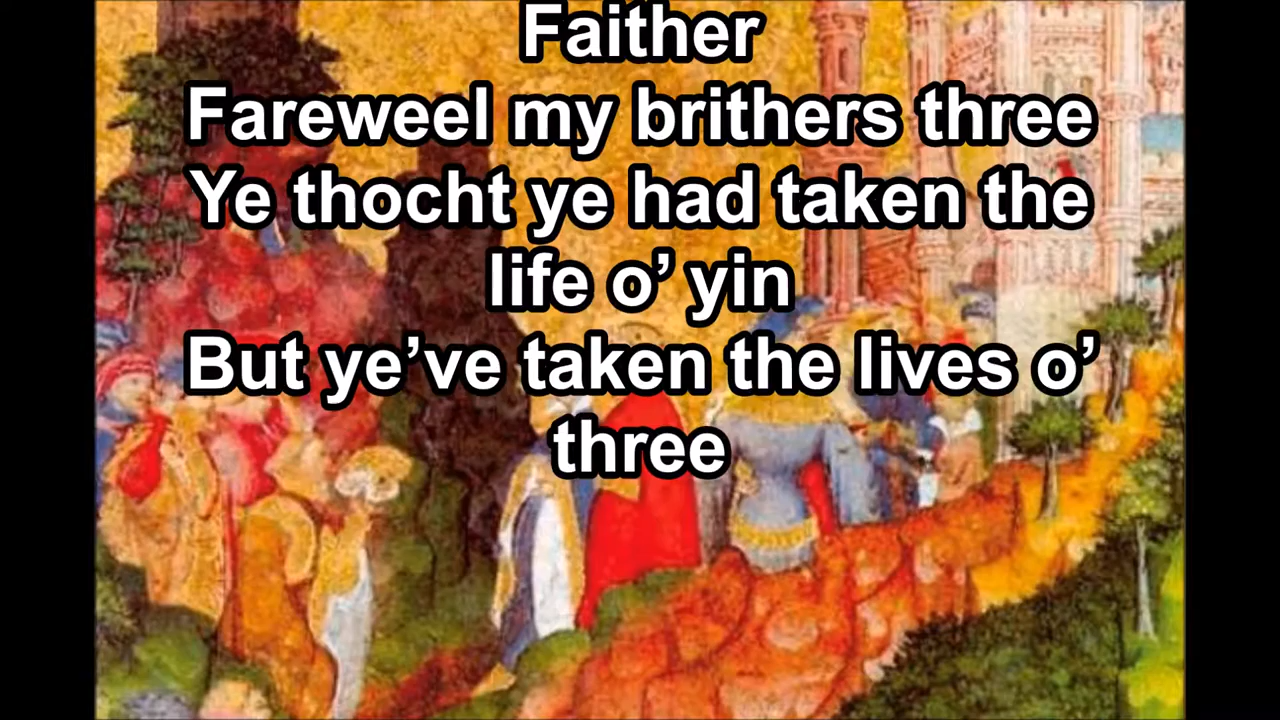 Faither
Fareweel my brithers three
Ye thocht ye had taken the
life o’ yin
But ye’ve taken the lives o’
three